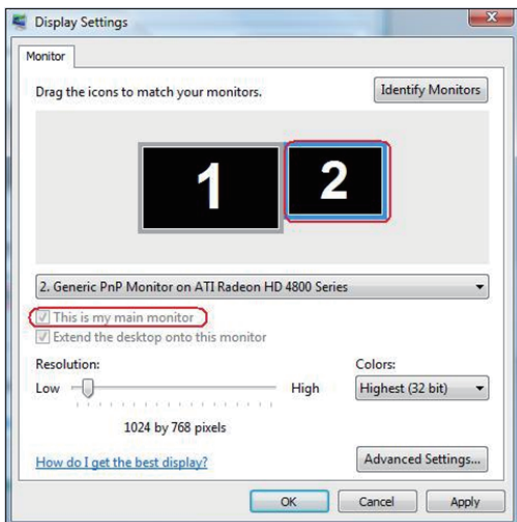 Display Settings
Monitor
Drag the icons to match your monitors.
Identify Monitors
1
2
2. Generic PnP Monitor on ATI Radeon HD 4800 Series
This is my main monitor
Extend the desktop onto this monitor
Resolution:
Colors:
Low
High
Highest (32 bit)
1024 by 768 pixels
How do I get the best display?
Advanced Settings...
OK
Cancel
Apply